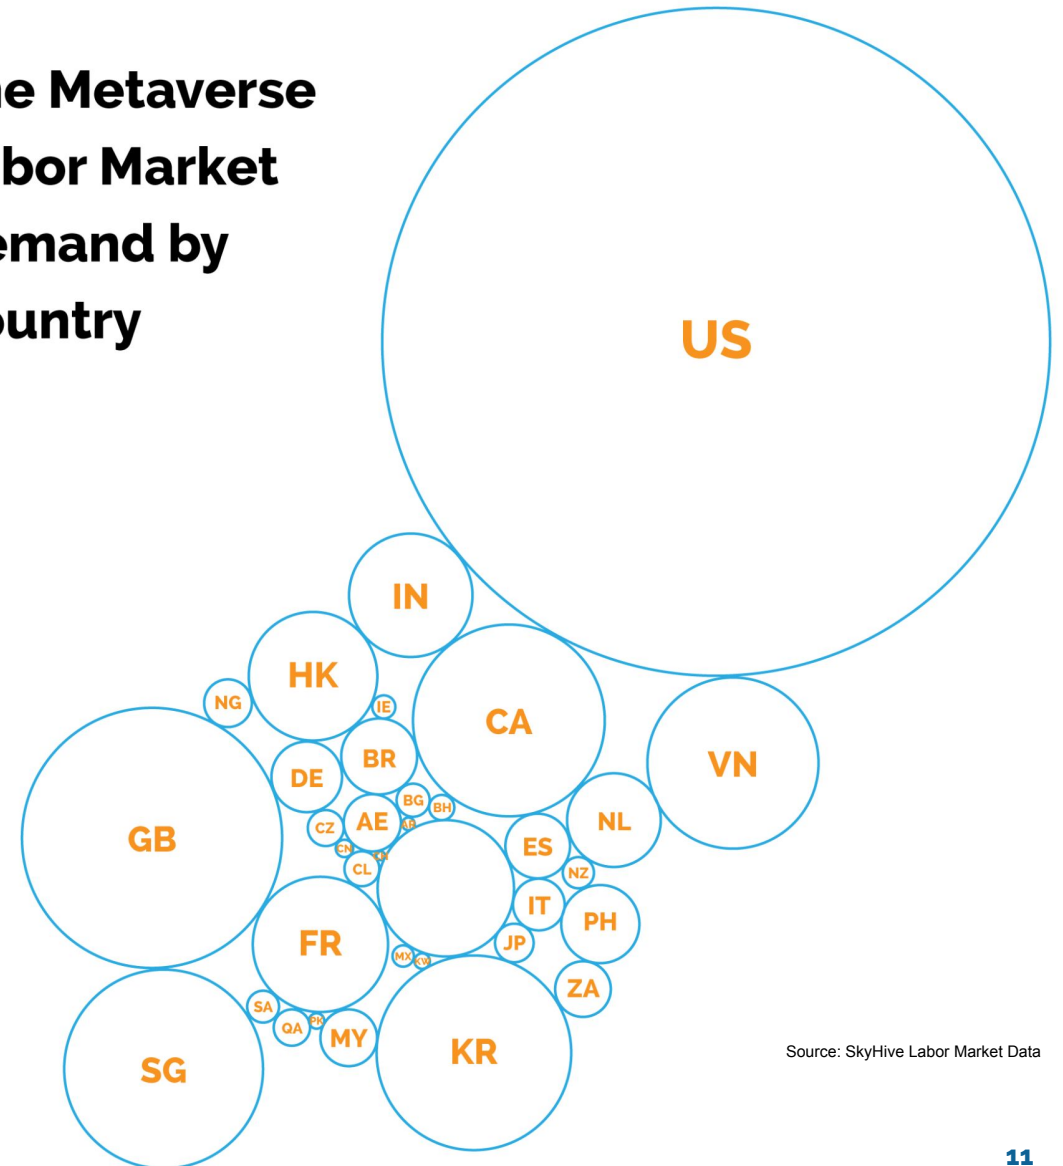 ne Metaverse
bor Market
emand by
ountry
US
IN
HK
NG
IE
CA
BR
VN
DE
BG
BH
NL
CZ
AE
AR
GB
ES
CN
CL
NZ
IT
PH
FR
JP
MX
KW
ZA
SA
QA
PK
MY
KR
SG
Source: SkyHive Labor Market Data
11